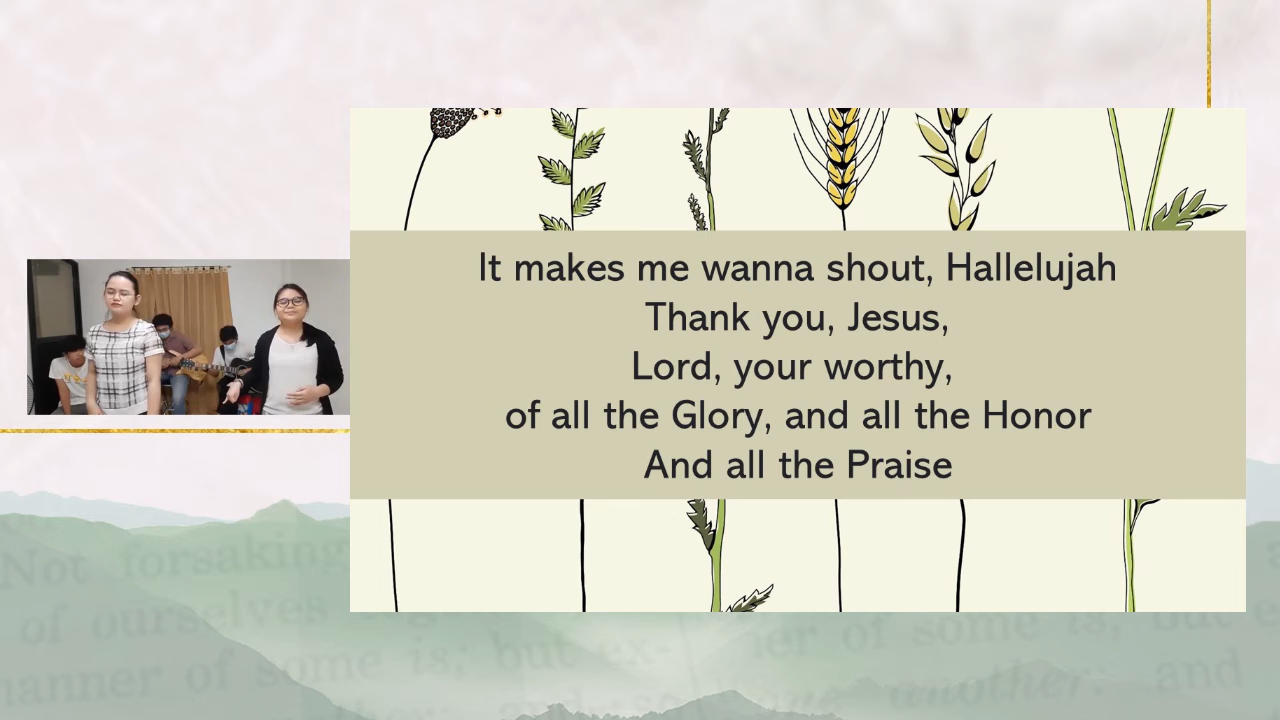 It makes me wanna shout, Hallelujah
Thank you, Jesus,
Lord, your worthy,
of all the Glory, and all the Honor
And all the Praise
Not forsaking
of ourselves
manner of some is; but ex-
ner of some is, but e
another: and